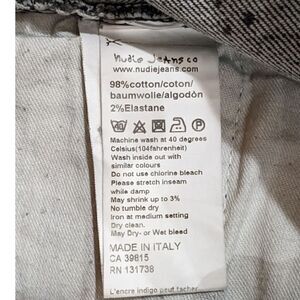 nudie Jeans co
www.nudiejeans.com
98%cotton/coton/
baumwolle/algodón
2%Elastane
Machine wash at 40 degrees
Celsius(104fahrenheit)
Wash inside out with
similar colours
Do not use chlorine bleach
Please stretch inseam
while damp
May shrink up to 3%
No tumble dry
Iron at medium setting
Dry clean.
May Dry- or Wet bleed
MADE IN ITALY
CA 39815
RN 131738
L'encre indigo peut tacher